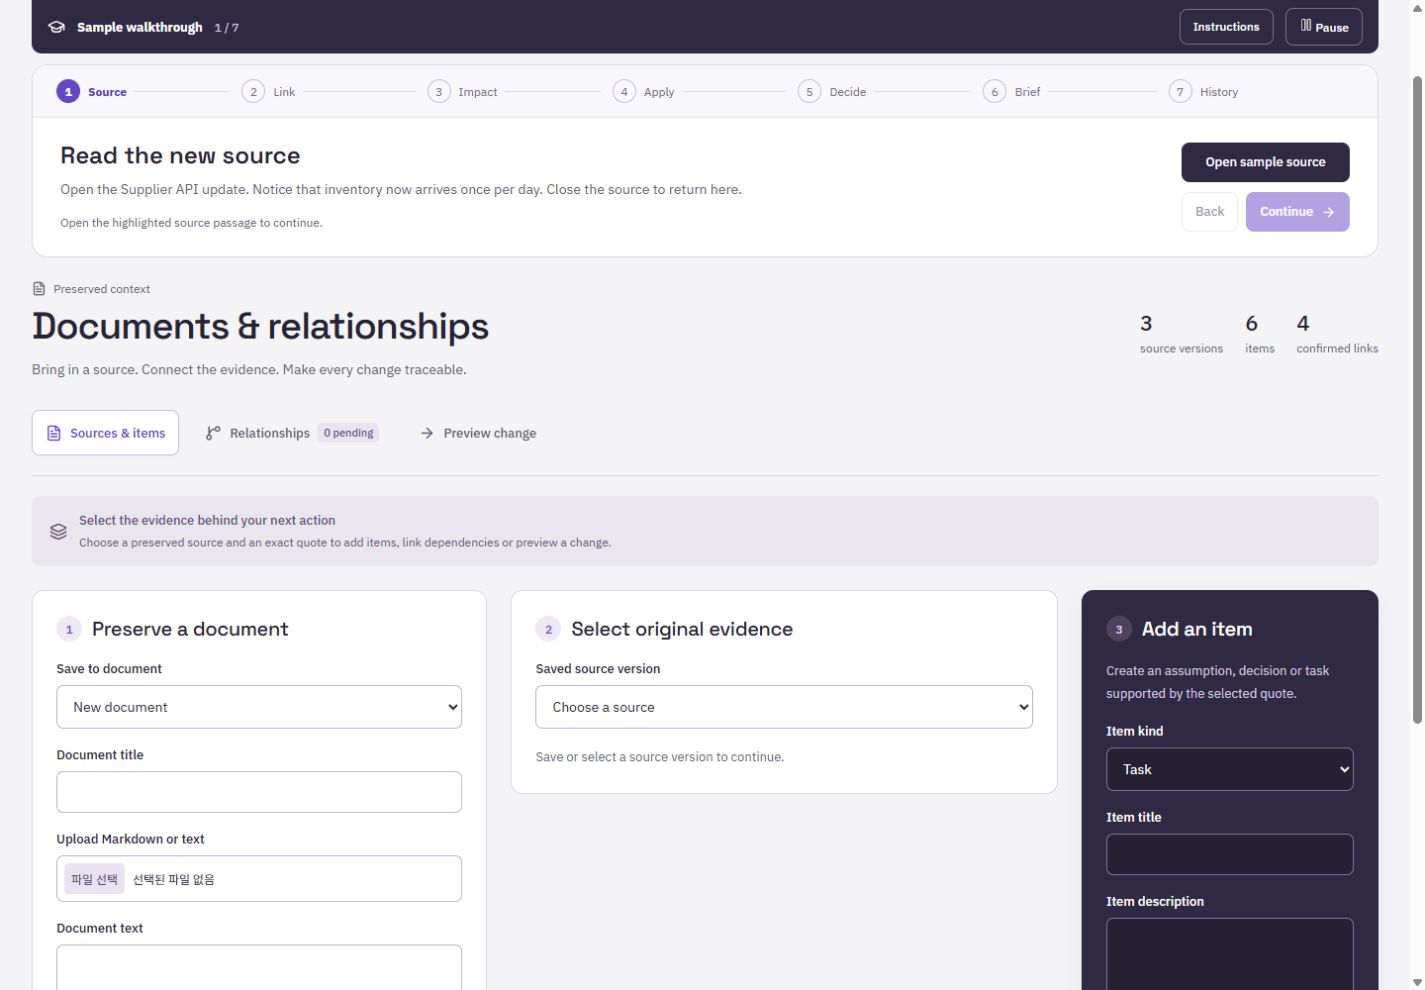 Sample walkthrough 1 / 7
Instructions
Pause
1 Source
2 Link
3 Impact
4 Apply
5 Decide
6 Brief
7 History
Read the new source
Open the Supplier API update. Notice that inventory now arrives once per day. Close the source to return here.
Open the highlighted source passage to continue.
Open sample source
Back
Continue
Preserved context
Documents & relationships
Bring in a source. Connect the evidence. Make every change traceable.
3 source versions
6 items
4 confirmed links
Sources & items
Relationships 0 pending
Preview change
Select the evidence behind your next action
Choose a preserved source and an exact quote to add items, link dependencies or preview a change.
1 Preserve a document
Save to document
New document
Document title
Upload Markdown or text
파일 선택 선택된 파일 없음
Document text
2 Select original evidence
Saved source version
Choose a source
Save or select a source version to continue.
3 Add an item
Create an assumption, decision or task
supported by the selected quote.
Item kind
Task
Item title
Item description